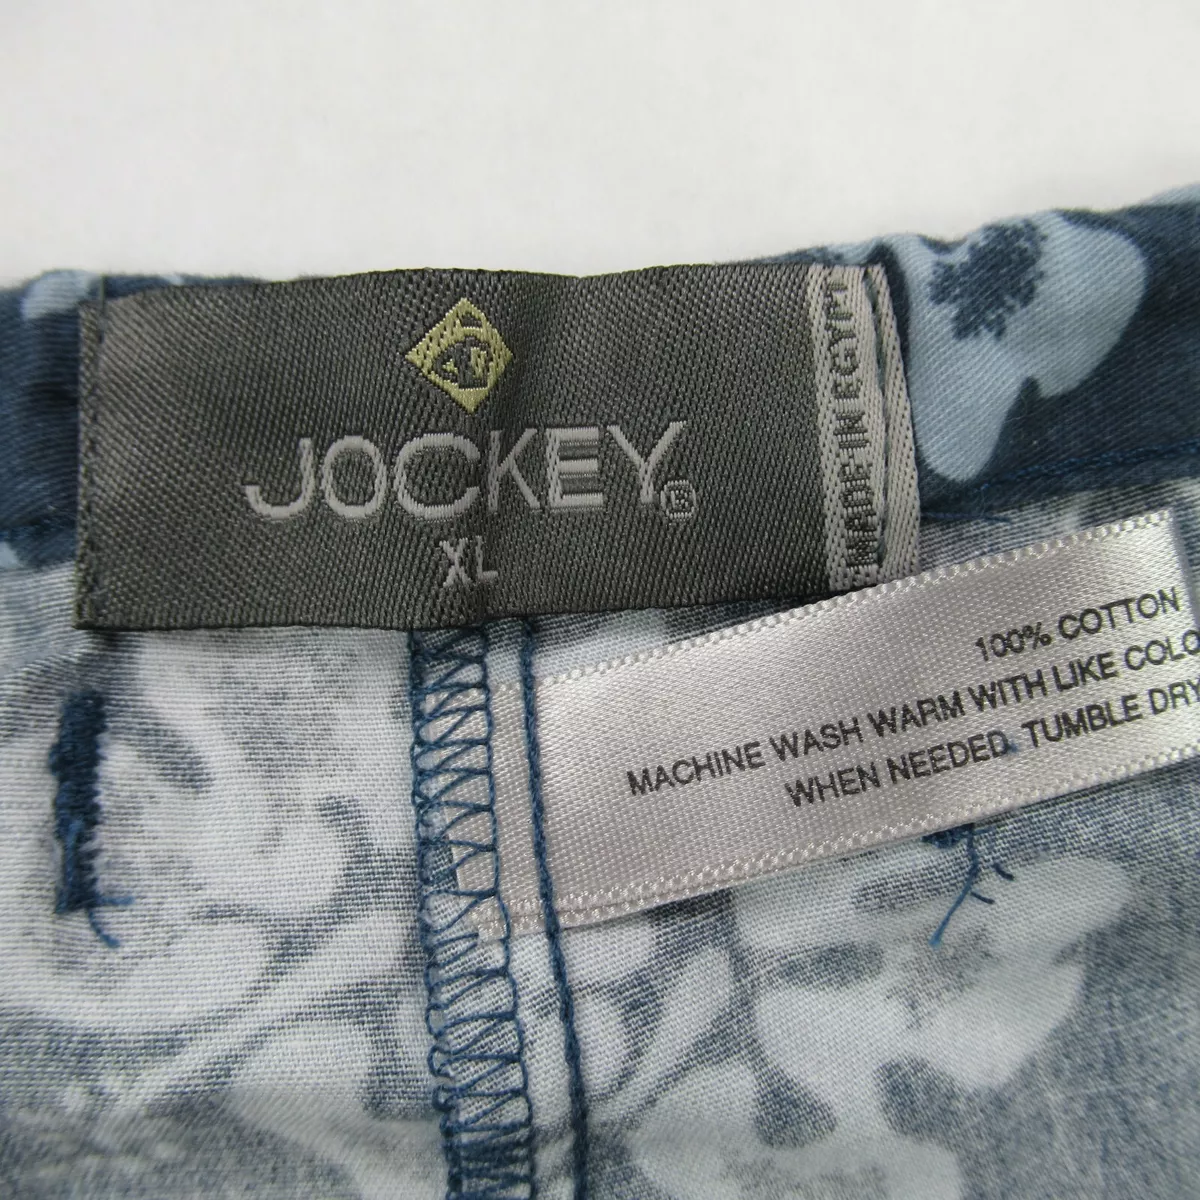 JOCKEY®
XL
MADE IN EGYPT
100% COTTON
MACHINE WASH WARM WITH LIKE COLO
WHEN NEEDED. TUMBLE DRY